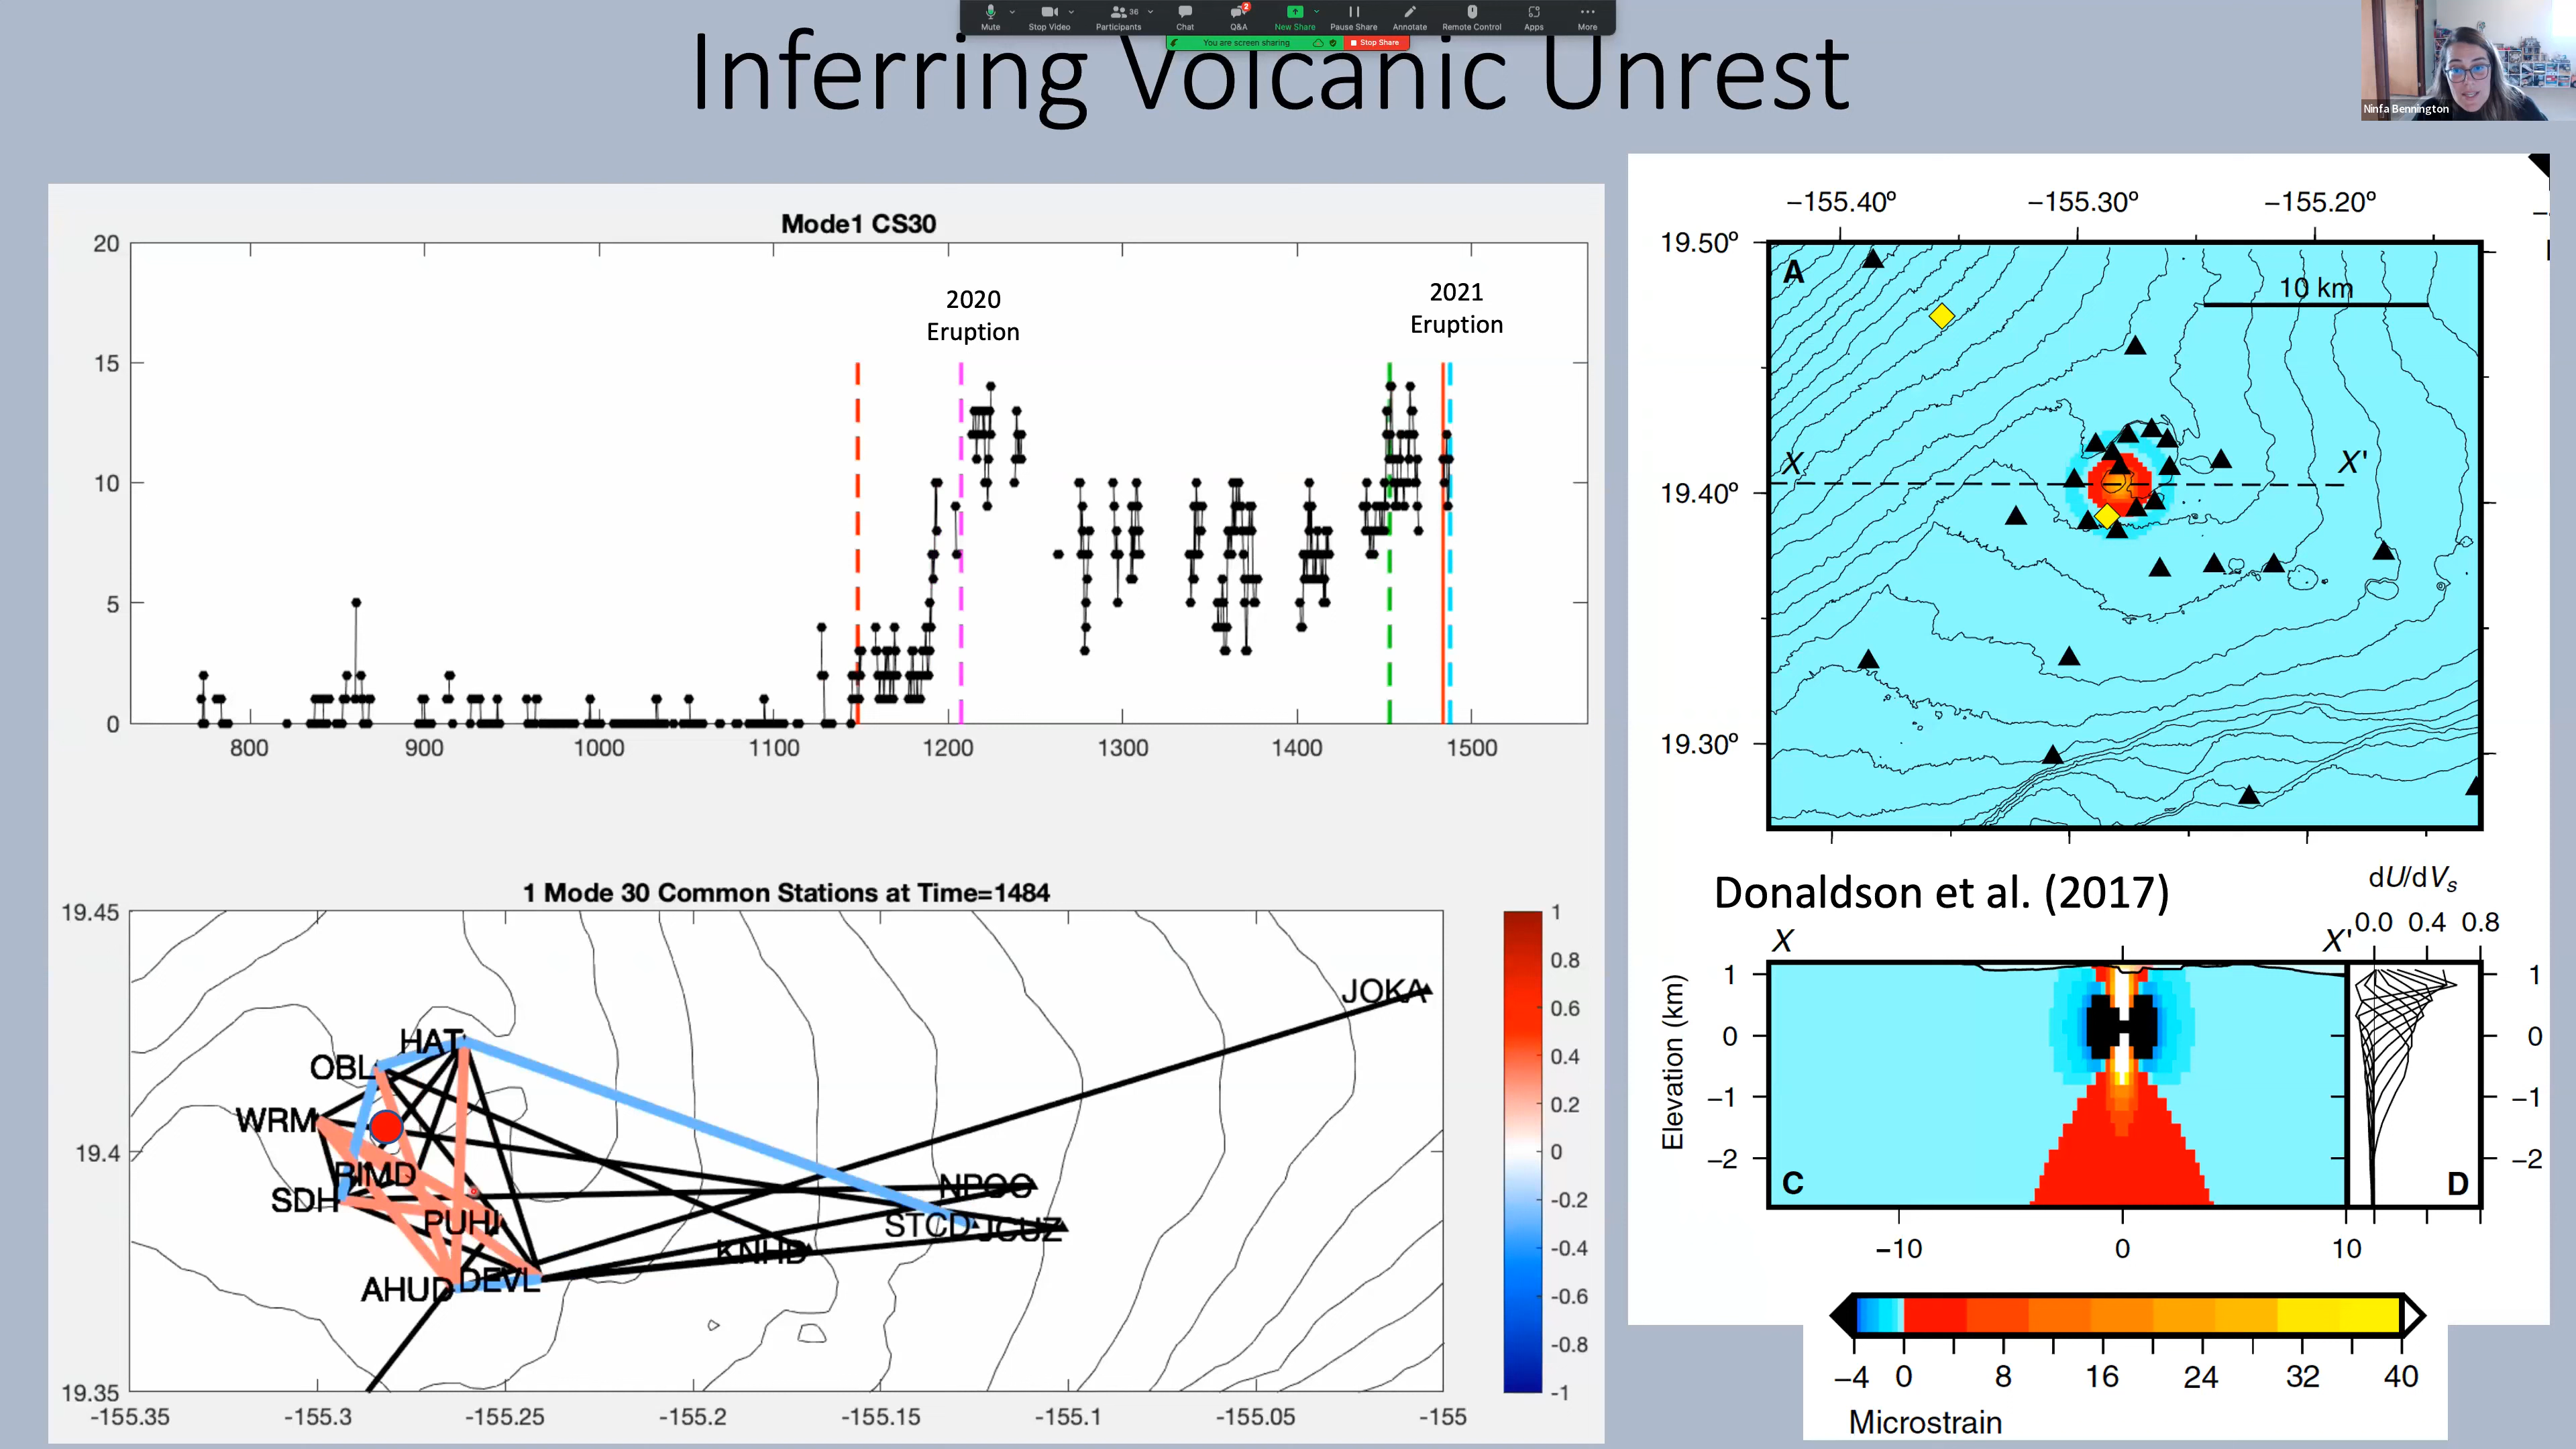 Mute
Stop Video
Participants
36
Chat
Q&A
2
New Share
Pause Share
Annotate
Remote Control
Apps
More
You are screen sharing
Stop Share
Inferring Volcanic Unrest
Ninfa Bennington
Mode1 CS30
20
15
10
5
0
2020
Eruption
2021
Eruption
800 900 1000 1100 1200 1300 1400 1500
1 Mode 30 Common Stations at Time=1484
19.45
19.4
19.35
-155.35 -155.3 -155.25 -155.2 -155.15 -155.1 -155.05 -155
JOKA
HAT
OBL
WRM
RIMD
SDH
PUHI
AHUD
DEVL
KNHD
NPOC
STCD
JCUZ
1
0.8
0.6
0.4
0.2
0
-0.2
-0.4
-0.6
-0.8
-1
−155.40° −155.30° −155.20°
19.50°
19.40°
19.30°
A
10 km
X
X'
Donaldson et al. (2017)
dU/dVs
0.0 0.4 0.8
X
X'
Elevation (km)
1
0
−1
−2
C
D
1
0
−1
−2
−10 0 10
−4 0 8 16 24 32 40
Microstrain